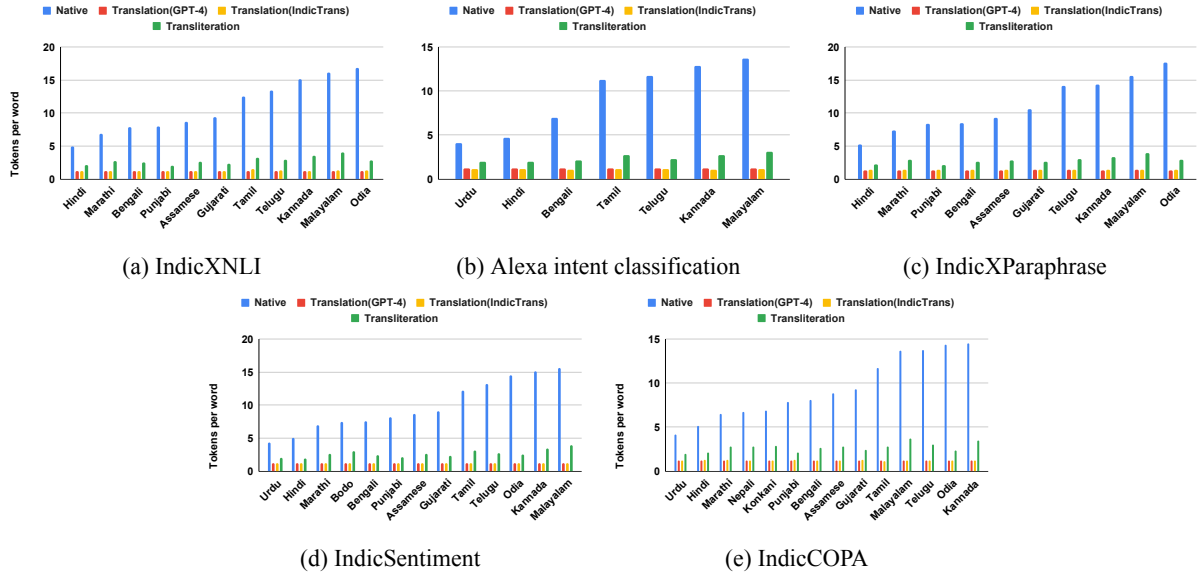 Native Translation(GPT-4) Translation(IndicTrans)
Transliteration
Tokens per word
20
15
10
5
0
Hindi
Marathi
Bengali
Punjabi
Assamese
Gujarati
Tamil
Telugu
Kannada
Malayalam
Odia
(a) IndicXNLI
Native Translation(GPT-4) Translation(IndicTrans)
Transliteration
15
10
5
0
Urdu
Hindi
Bengali
Tamil
Telugu
Kannada
Malayalam
(b) Alexa intent classification
Native Translation(GPT-4) Translation(IndicTrans)
Transliteration
Tokens per word
20
15
10
5
0
Hindi
Marathi
Punjabi
Bengali
Assamese
Gujarati
Telugu
Kannada
Malayalam
Odia
(c) IndicXParaphrase
Native Translation(GPT-4) Translation(IndicTrans)
Transliteration
Tokens per word
20
15
10
5
0
Urdu
Hindi
Marathi
Bodo
Bengali
Punjabi
Assamese
Gujarati
Tamil
Telugu
Odia
Kannada
Malayalam
(d) IndicSentiment
Native Translation(GPT-4) Translation(IndicTrans)
Transliteration
Tokens per word
15
10
5
0
Urdu
Hindi
Marathi
Nepali
Konkani
Punjabi
Bengali
Assamese
Gujarati
Tamil
Malayalam
Telugu
Odia
Kannada
(e) IndicCOPA